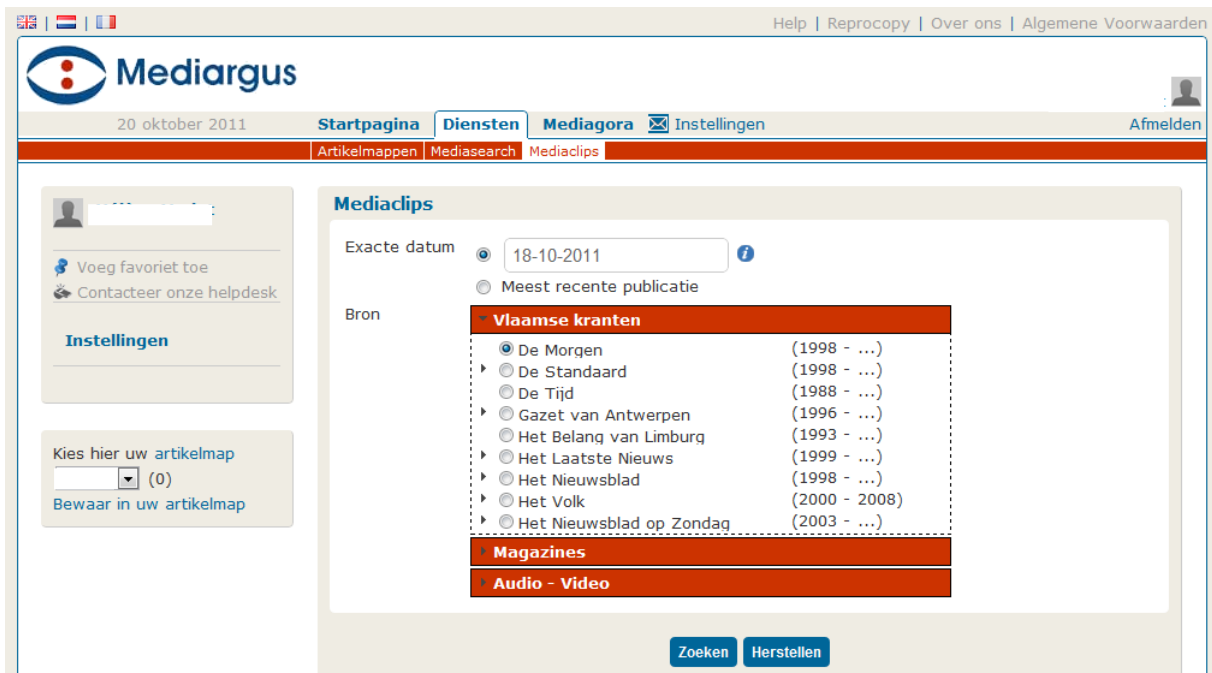 Help | Reprocopy | Over ons | Algemene Voorwaarden
Mediargus
20 oktober 2011
Startpagina Diensten Mediagora Instellingen Afmelden
Artikelmappen | Mediasearch Mediaclips
Voeg favoriet toe
Contacteer onze helpdesk
Instellingen
Kies hier uw artikelmap
(0)
Bewaar in uw artikelmap
Mediaclips
Exacte datum 18-10-2011
Meest recente publicatie
Bron
Vlaamse kranten
De Morgen (1998 - ...)
De Standaard (1998 - ...)
De Tijd (1988 - ...)
Gazet van Antwerpen (1996 - ...)
Het Belang van Limburg (1993 - ...)
Het Laatste Nieuws (1999 - ...)
Het Nieuwsblad (1998 - ...)
Het Volk (2000 - 2008)
Het Nieuwsblad op Zondag (2003 - ...)
Magazines
Audio - Video
Zoeken Herstellen